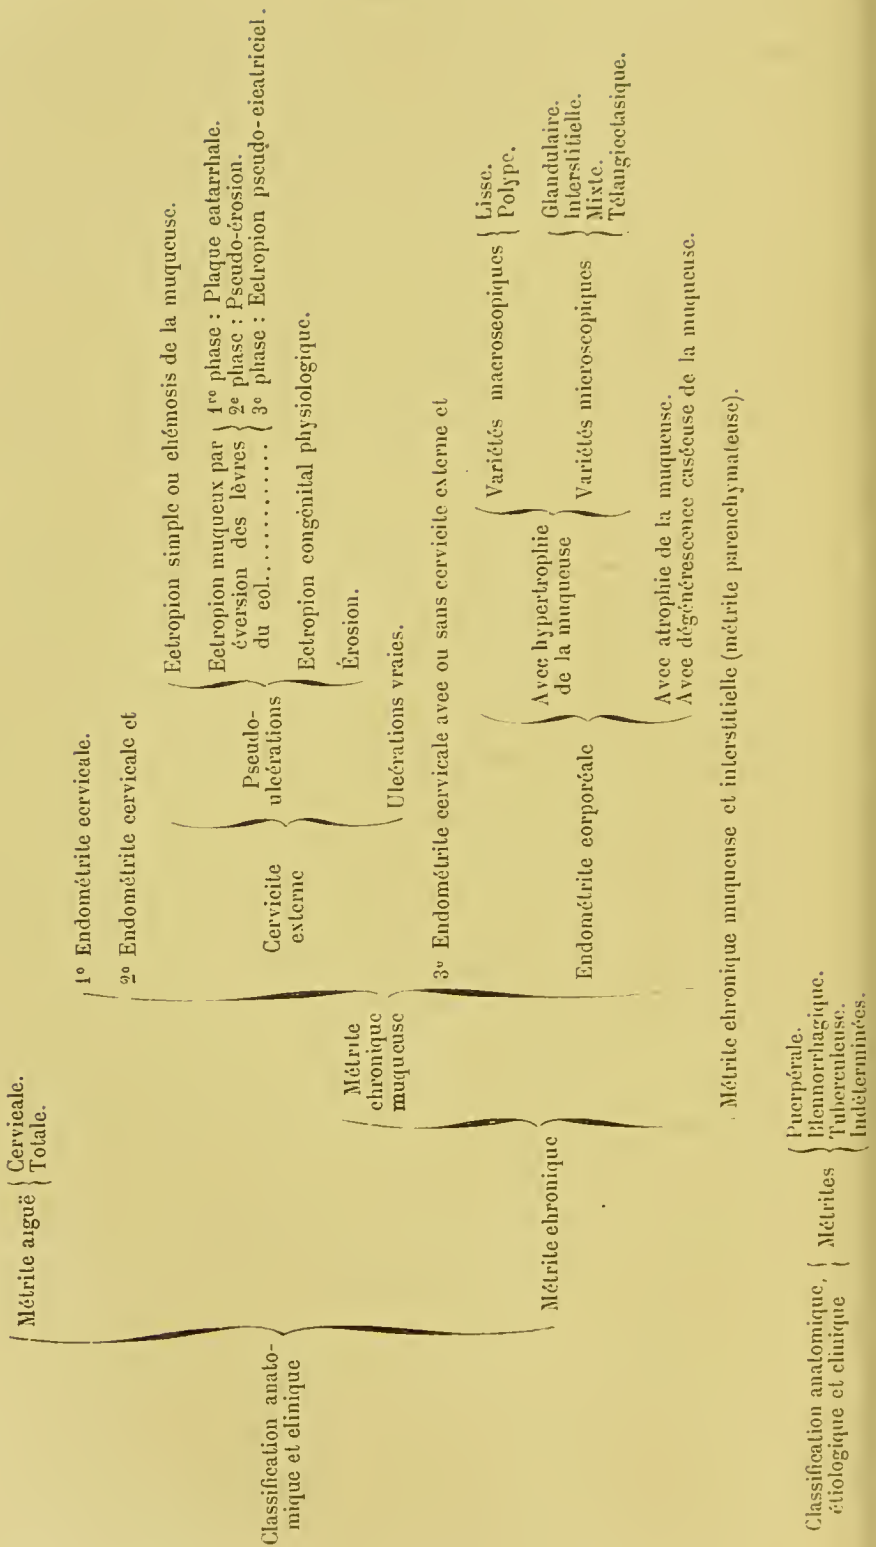 Classification anato-
mique et clinique
Métrite aiguë
Cervicale.
Totale.
Métrite chronique
Métrite
chronique
muqueuse
1º Endométrite cervicale.
2º Endométrite cervicale et
Cervicite
externe
Pseudo-
ulcérations
Ectropion simple ou chémosis de la muqueuse.
Ectropion muqueux par
éversion des lèvres
du col............
1re phase : Plaque catarrhale.
2e phase : Pseudo-érosion.
3e phase : Ectropion pseudo-cicatriciel.
Ectropion congénital physiologique.
Érosion.
Ulcérations vraies.
3º Endométrite cervicale avec ou sans cervicite externe et
Endométrite corporéale
Avec hypertrophie
de la muqueuse
Variétés macroscopiques
Lisse.
Polype.
Variétés microscopiques
Glandulaire.
Interstitielle.
Mixte.
Télangiectasique.
Avec atrophie de la muqueuse.
Avec dégénérescence caséeuse de la muqueuse.
Métrite chronique muqueuse et interstitielle (métrite parenchymateuse).
Classification anatomique,
étiologique et clinique
Métrites
Puerpérale.
Blennorrhagique.
Tuberculeuse.
Indéterminées.